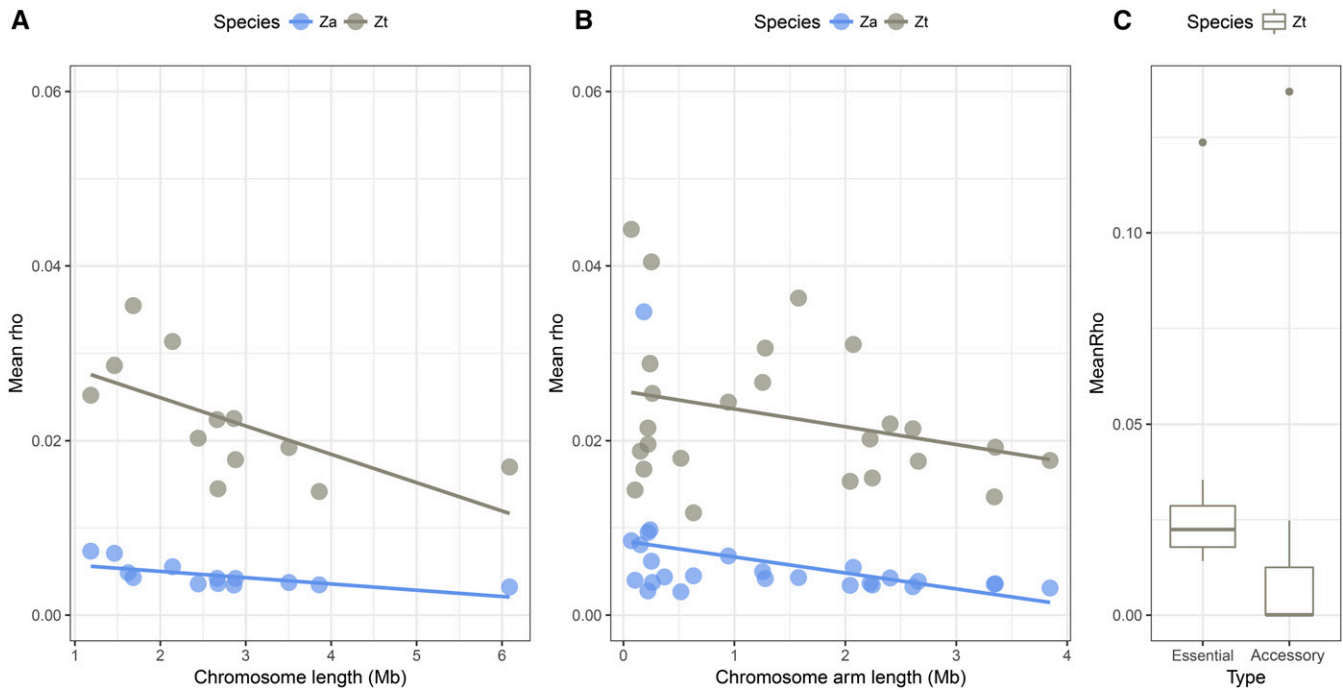 A
Species Za Zt
0.06
0.04
0.02
0.00
Mean rho
1 2 3 4 5 6
Chromosome length (Mb)
B
Species Za Zt
0.06
0.04
0.02
0.00
Mean rho
0 1 2 3 4
Chromosome arm length (Mb)
C
Species Zt
0.10
0.05
0.00
MeanRho
Essential Accessory
Type